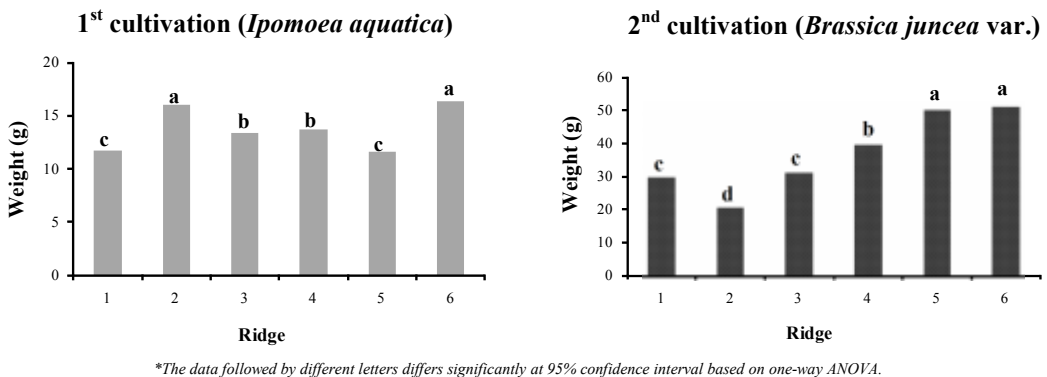 1st cultivation (Ipomoea aquatica)
Weight (g)
20
15
10
5
0
c
a
b
b
c
a
1 2 3 4 5 6
Ridge
2nd cultivation (Brassica juncea var.)
Weight (g)
60
50
40
30
20
10
0
c
d
c
b
a
a
1 2 3 4 5 6
Ridge
*The data followed by different letters differs significantly at 95% confidence interval based on one-way ANOVA.